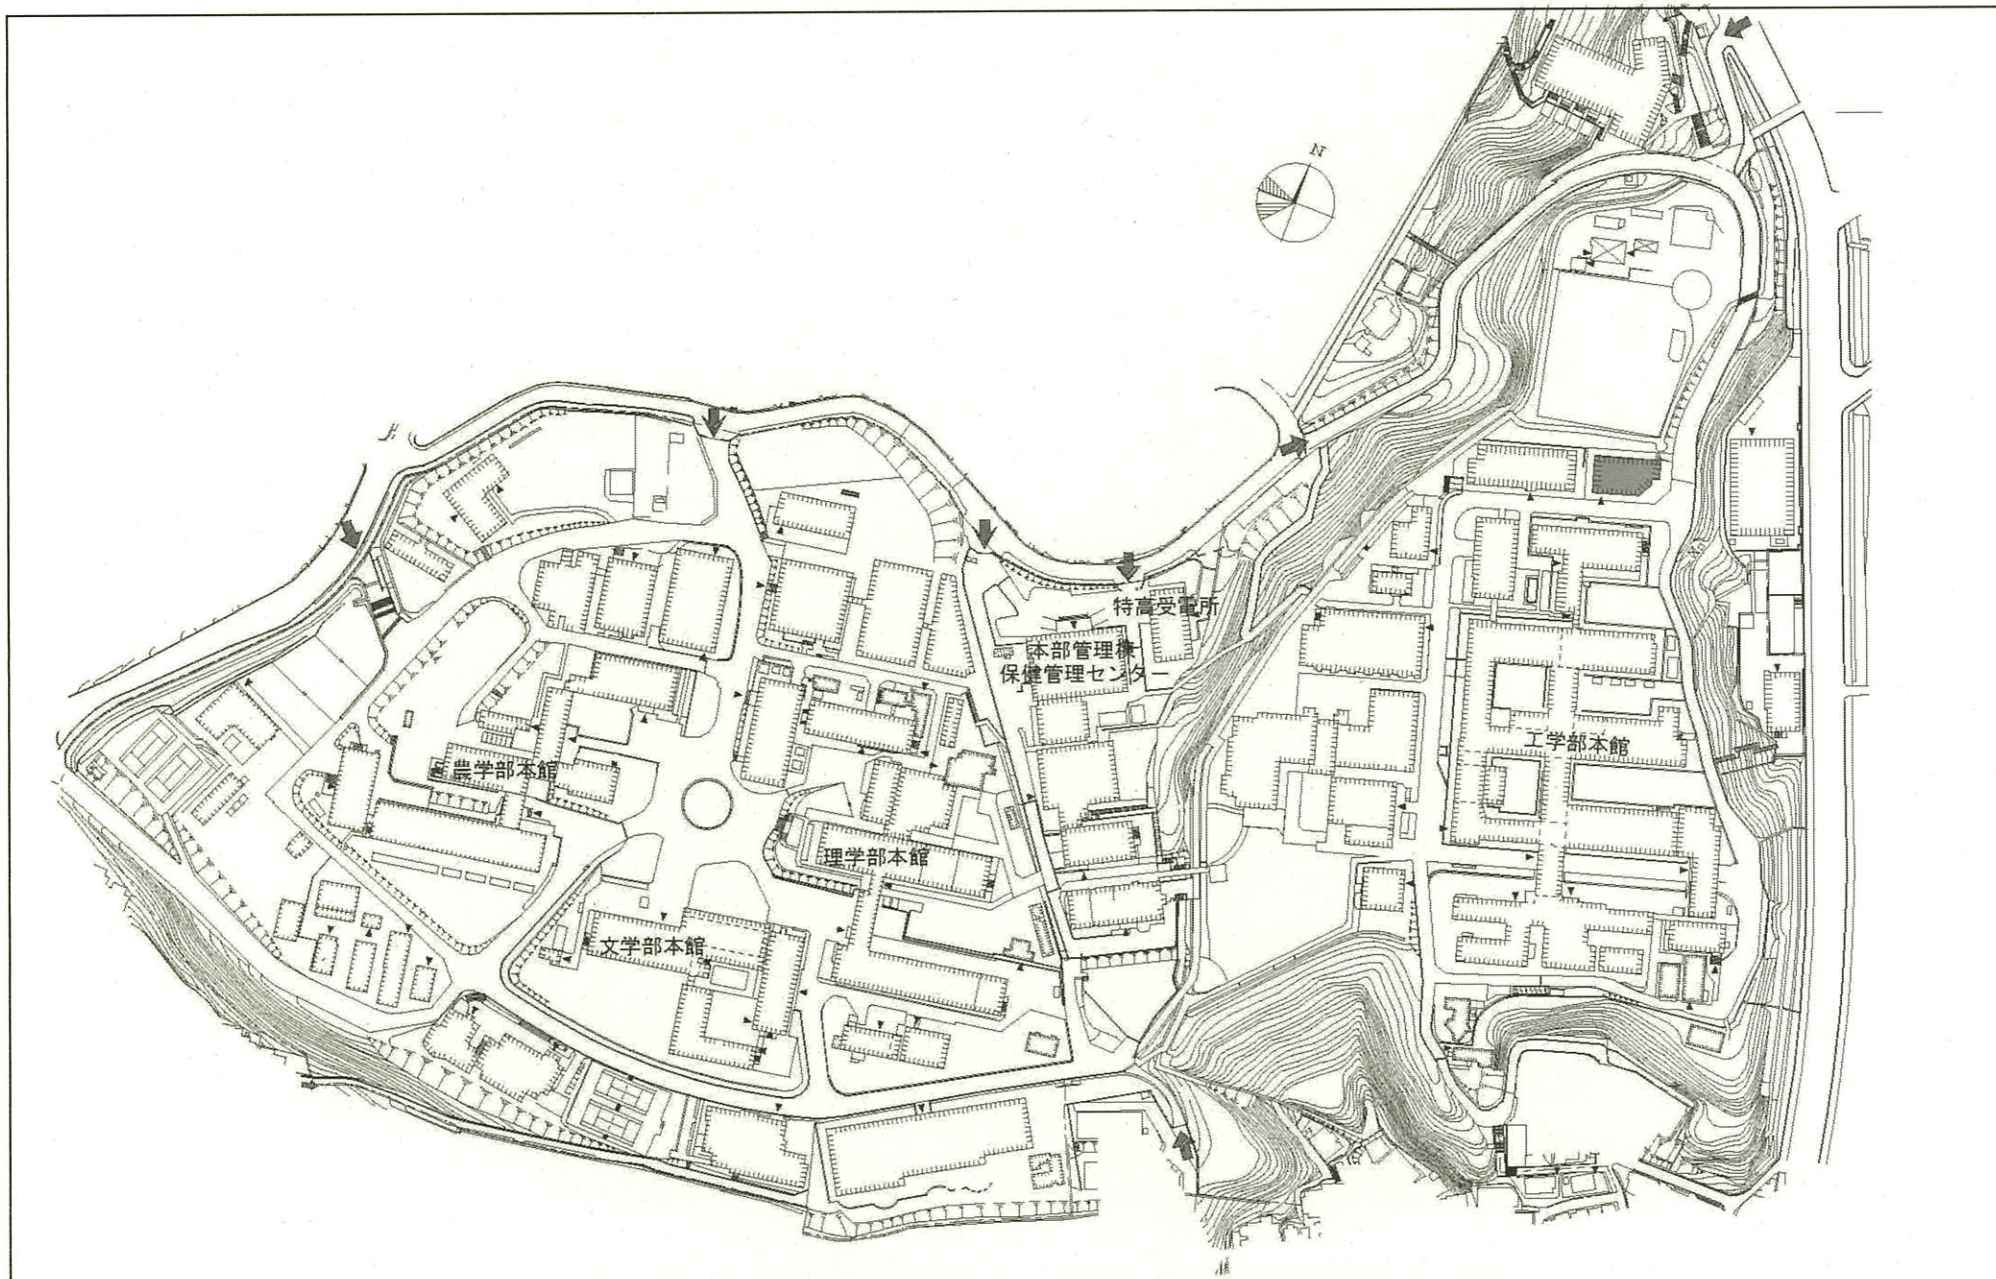 N
特高受電所
本部管理棟
保健管理センター
工学部本館
農学部本館
理学部本館
文学部本館